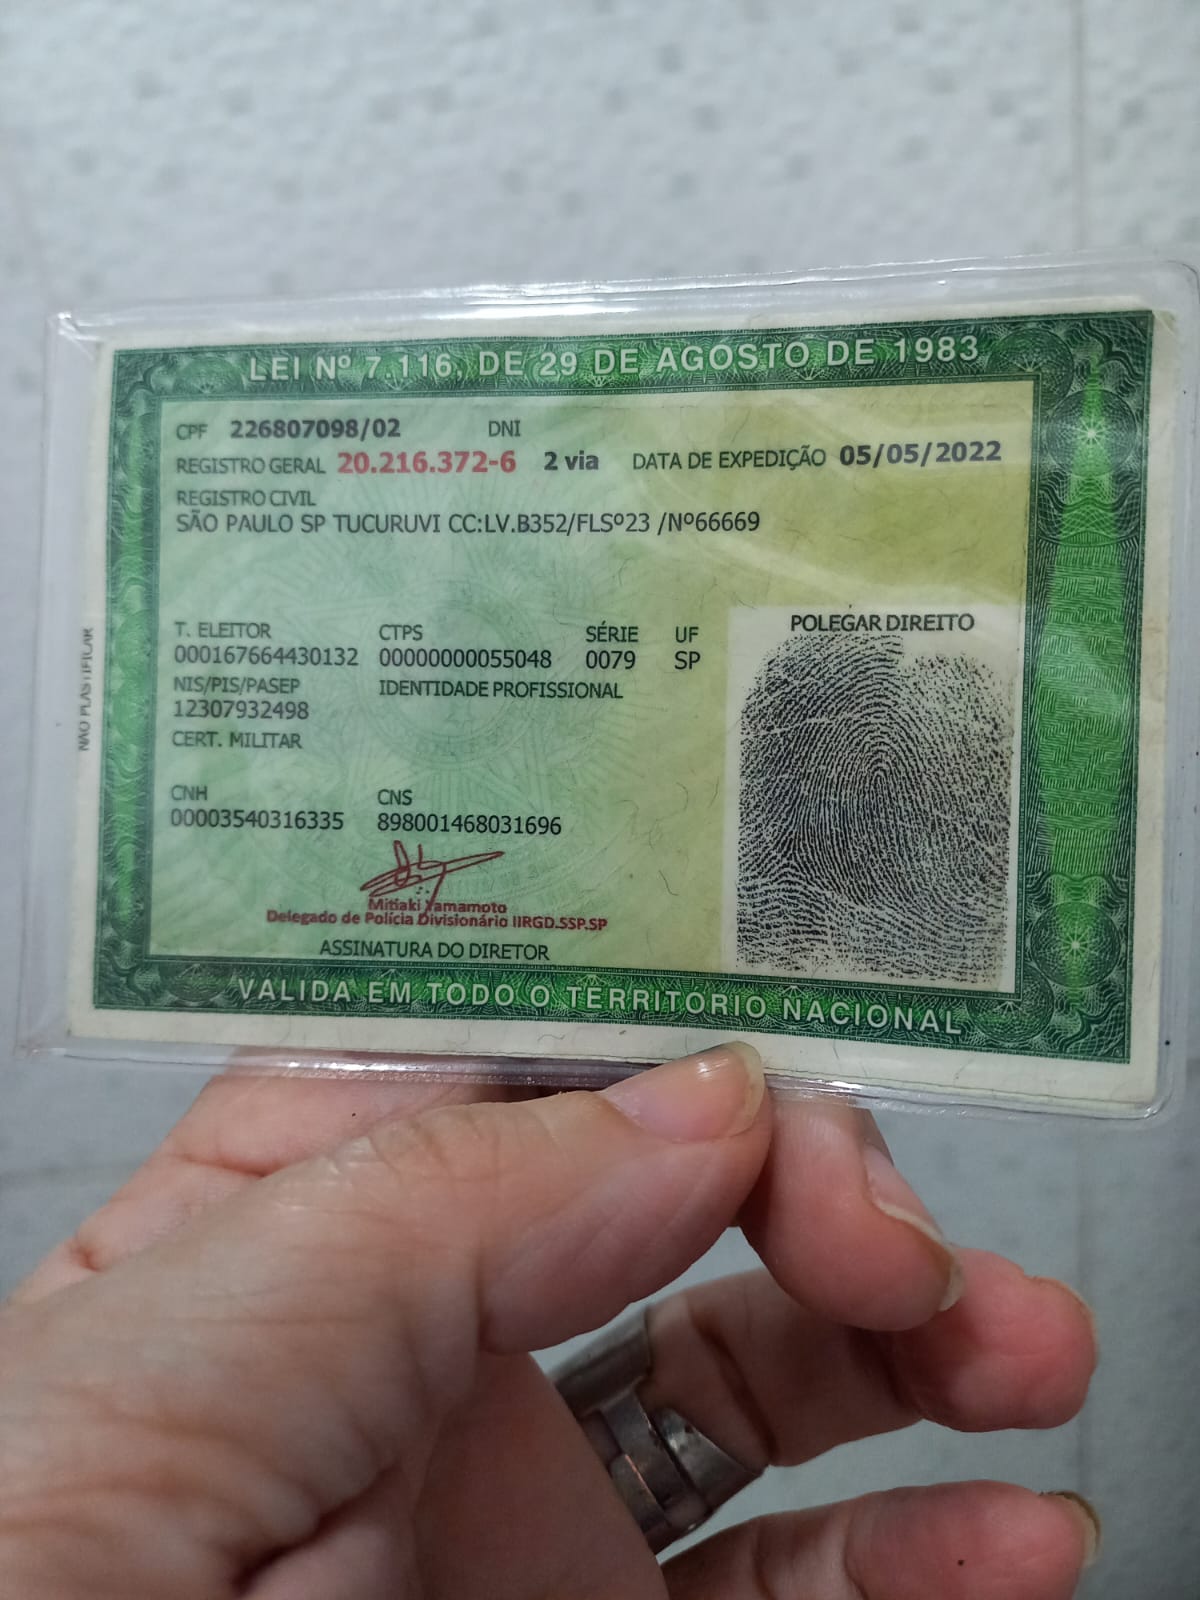 LEI Nº 7.116, DE 29 DE AGOSTO DE 1983
CPF 226807098/02 DNI
REGISTRO GERAL 20.216.372-6 2 via DATA DE EXPEDIÇÃO 05/05/2022
REGISTRO CIVIL
SÃO PAULO SP TUCURUVI CC:LV.B352/FLSº23 /Nº66669
POLEGAR DIREITO
T. ELEITOR CTPS SÉRIE UF
000167664430132 00000000055048 0079 SP
NIS/PIS/PASEP IDENTIDADE PROFISSIONAL
12307932498
CERT. MILITAR
CNH CNS
00003540316335 898001468031696
Mitiaki Yamamoto
Delegado de Polícia Divisionário IIRGD.SSP.SP
ASSINATURA DO DIRETOR
VÁLIDA EM TODO O TERRITÓRIO NACIONAL
NÃO PLASTIFICAR